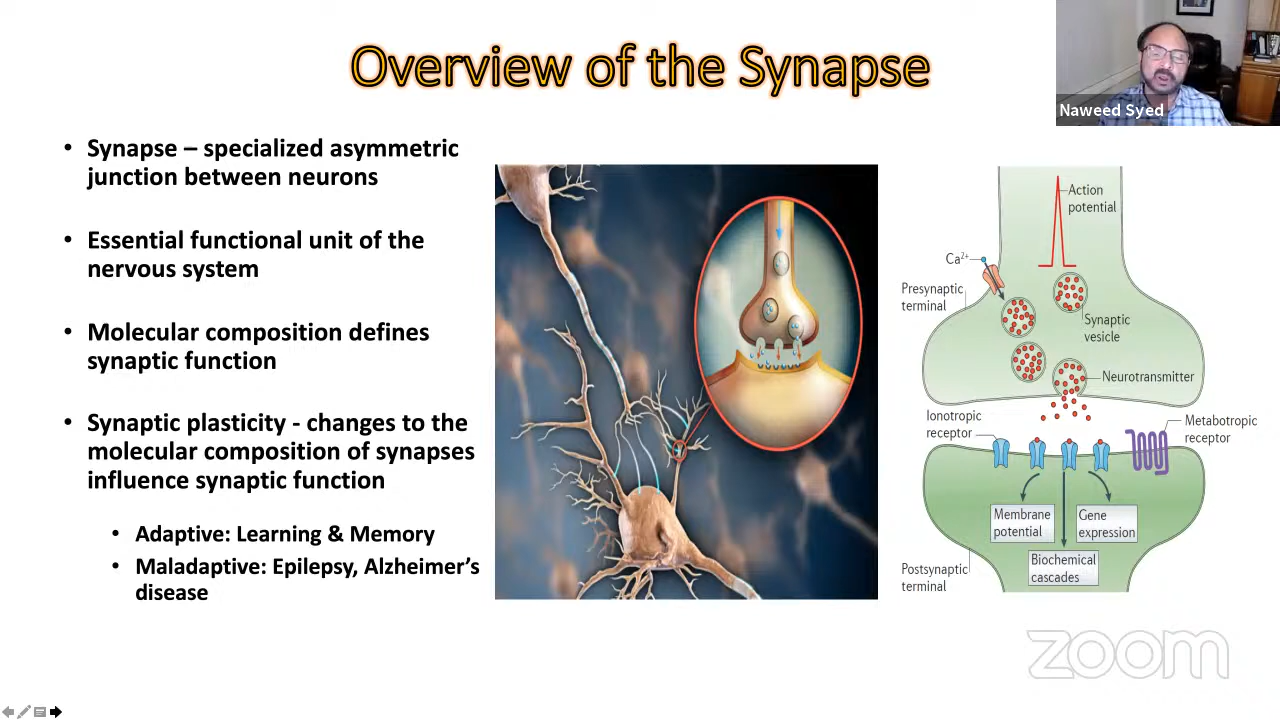 Overview of the Synapse
Naweed Syed
• Synapse – specialized asymmetric
junction between neurons
• Essential functional unit of the
nervous system
• Molecular composition defines
synaptic function
• Synaptic plasticity - changes to the
molecular composition of synapses
influence synaptic function
• Adaptive: Learning & Memory
• Maladaptive: Epilepsy, Alzheimer's
disease
Action
potential
Ca²⁺
Presynaptic
terminal
Synaptic
vesicle
Neurotransmitter
Ionotropic
receptor
Metabotropic
receptor
Membrane
potential
Gene
expression
Biochemical
cascades
Postsynaptic
terminal
zoom